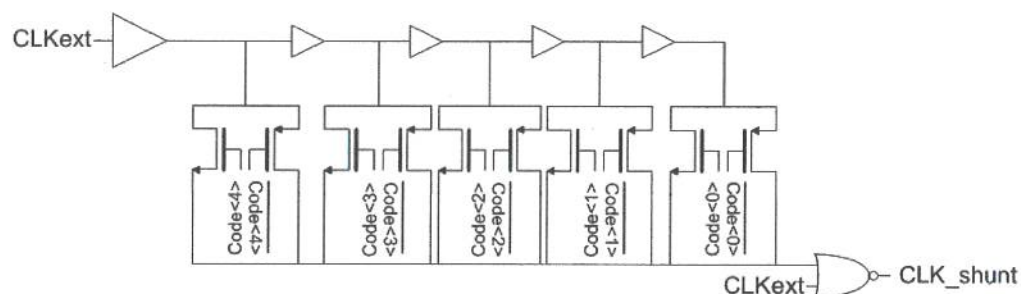 CLKext
Code<4>
Code<4>
Code<3>
Code<3>
Code<2>
Code<2>
Code<1>
Code<1>
Code<0>
Code<0>
CLKext
CLK_shunt